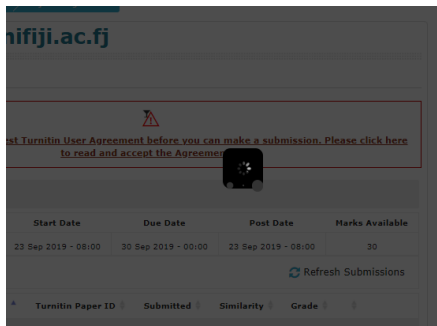 nifiji.ac.fj
est Turnitin User Agreement before you can make a submission. Please click here
to read and accept the Agreeme
Start Date Due Date Post Date Marks Available
23 Sep 2019 - 08:00 30 Sep 2019 - 00:00 23 Sep 2019 - 08:00 30
Refresh Submissions
Turnitin Paper ID Submitted Similarity Grade